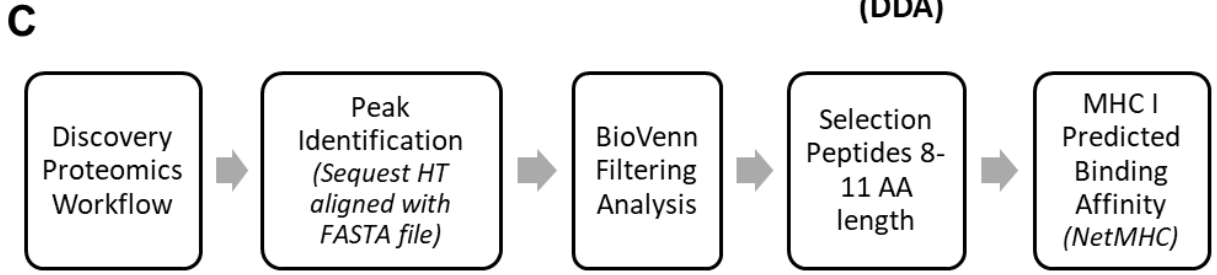 C
(DDA)
Discovery
Proteomics
Workflow
Peak
Identification
(Sequest HT
aligned with
FASTA file)
BioVenn
Filtering
Analysis
Selection
Peptides 8-
11 AA
length
MHC I
Predicted
Binding
Affinity
(NetMHC)